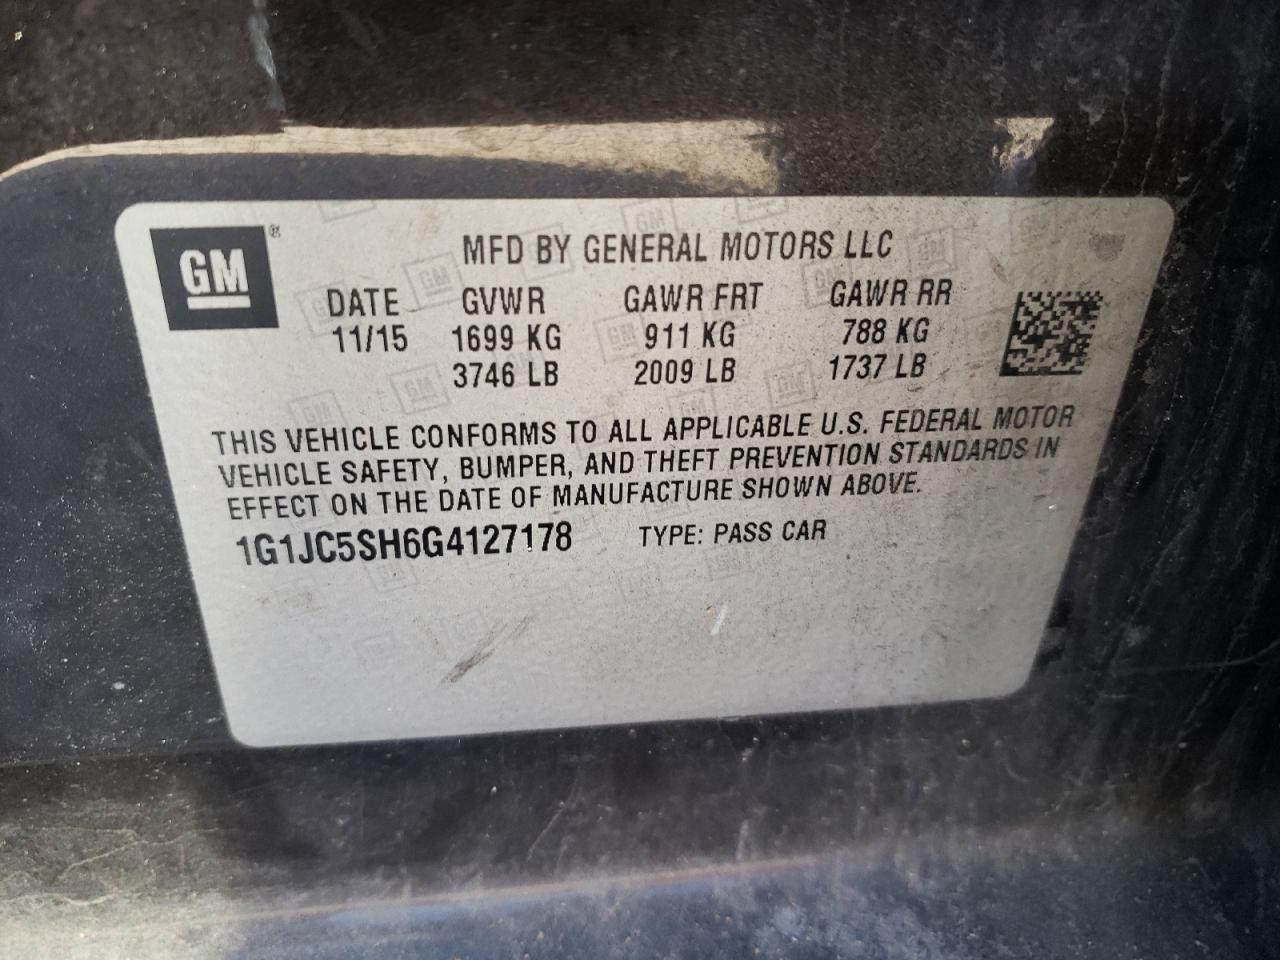 GM®
MFD BY GENERAL MOTORS LLC
DATE GVWR GAWR FRT GAWR RR
11/15 1699 KG 911 KG 788 KG
3746 LB 2009 LB 1737 LB
THIS VEHICLE CONFORMS TO ALL APPLICABLE U.S. FEDERAL MOTOR
VEHICLE SAFETY, BUMPER, AND THEFT PREVENTION STANDARDS IN
EFFECT ON THE DATE OF MANUFACTURE SHOWN ABOVE.
1G1JC5SH6G4127178 TYPE: PASS CAR